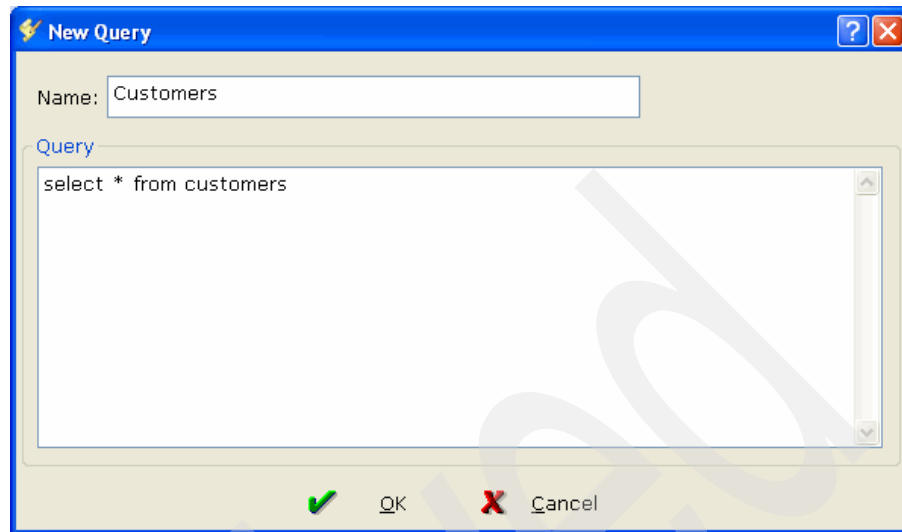 New Query
Name: Customers
Query
select * from customers
OK Cancel